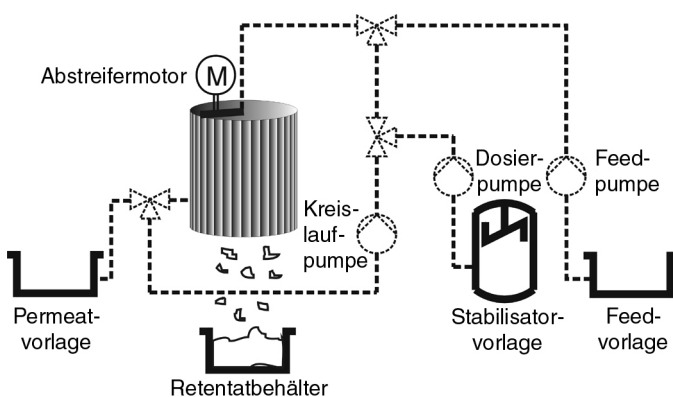 Abstreifermotor
M
Dosier-
pumpe
Feed-
pumpe
Kreis-
lauf-
pumpe
Permeat-
vorlage
Stabilisator-
vorlage
Feed-
vorlage
Retentatbehälter